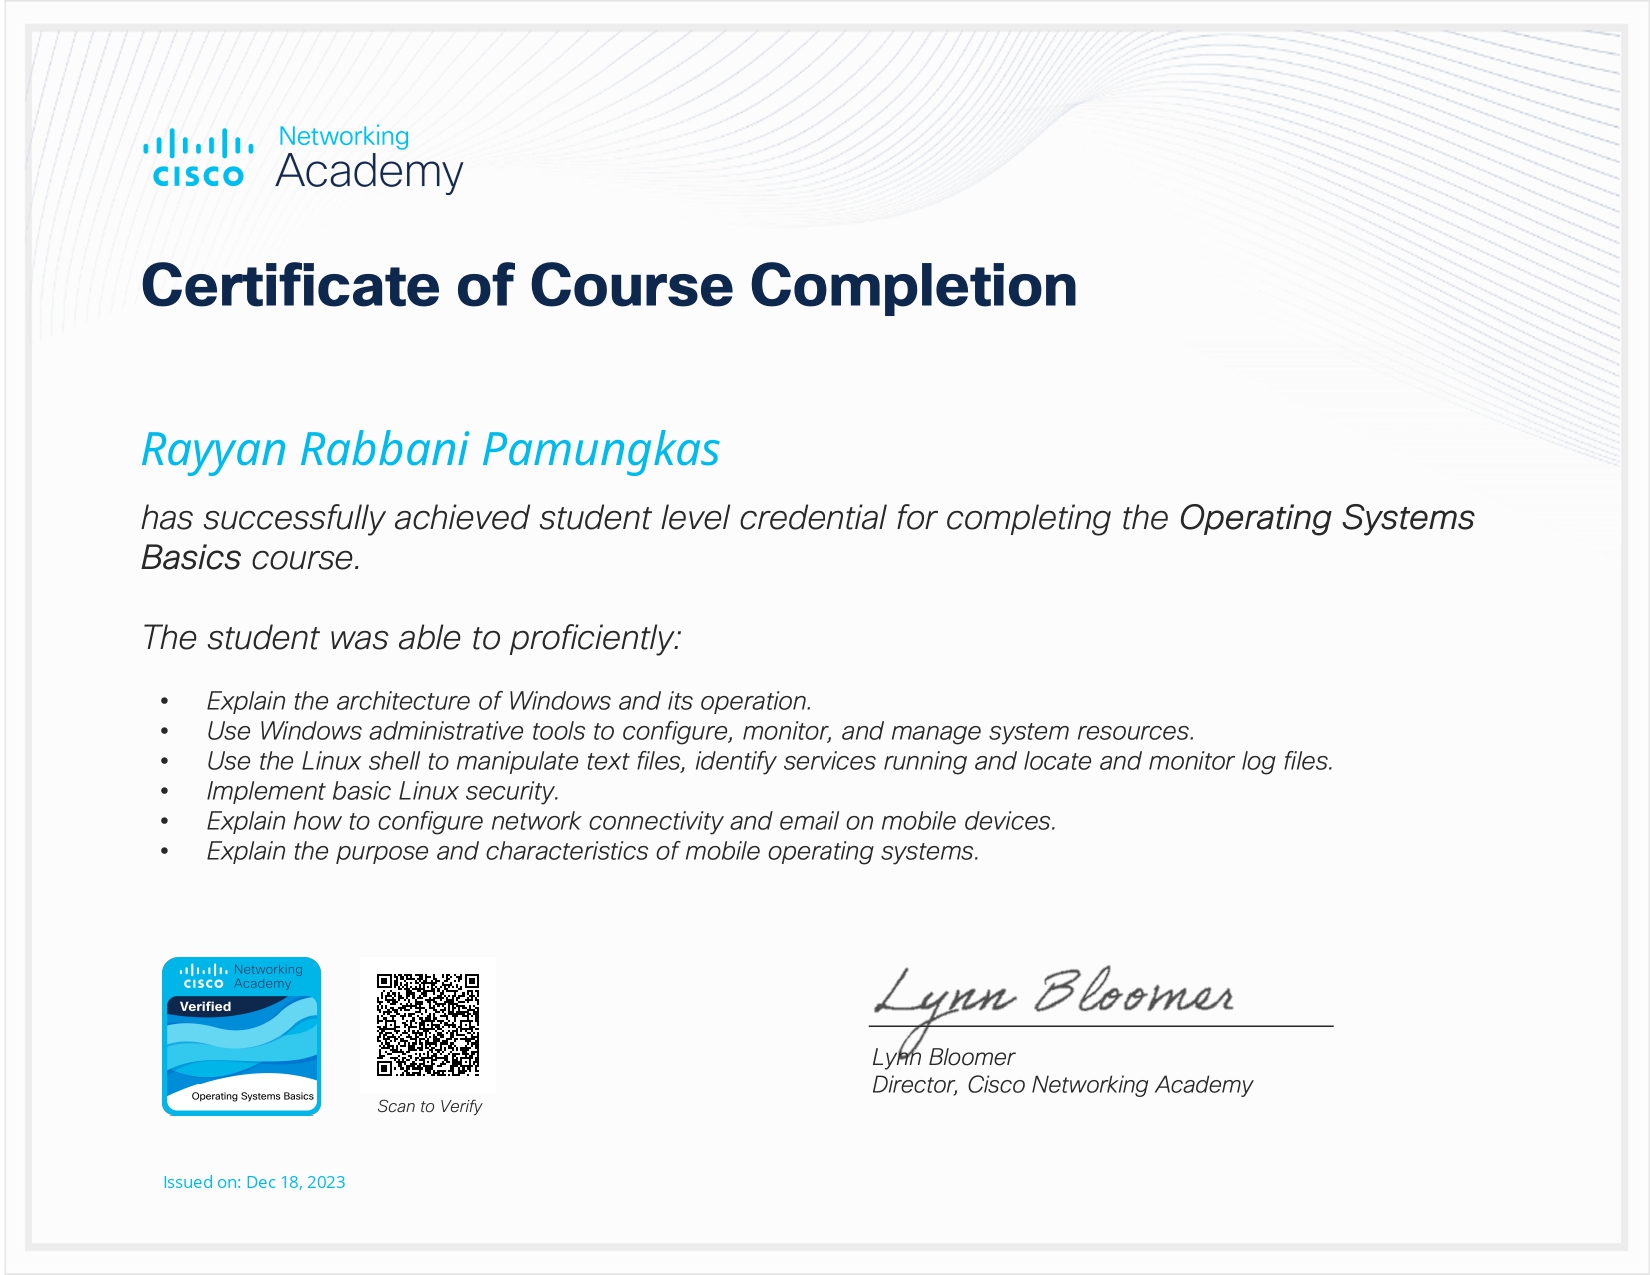 Networking
CISCO Academy
Certificate of Course Completion
Rayyan Rabbani Pamungkas
has successfully achieved student level credential for completing the Operating Systems
Basics course.
The student was able to proficiently:
• Explain the architecture of Windows and its operation.
• Use Windows administrative tools to configure, monitor, and manage system resources.
• Use the Linux shell to manipulate text files, identify services running and locate and monitor log files.
• Implement basic Linux security.
• Explain how to configure network connectivity and email on mobile devices.
• Explain the purpose and characteristics of mobile operating systems.
Networking
CISCO Academy
Verified
Operating Systems Basics
Scan to Verify
Lynn Bloomer
Lynn Bloomer
Director, Cisco Networking Academy
Issued on: Dec 18, 2023